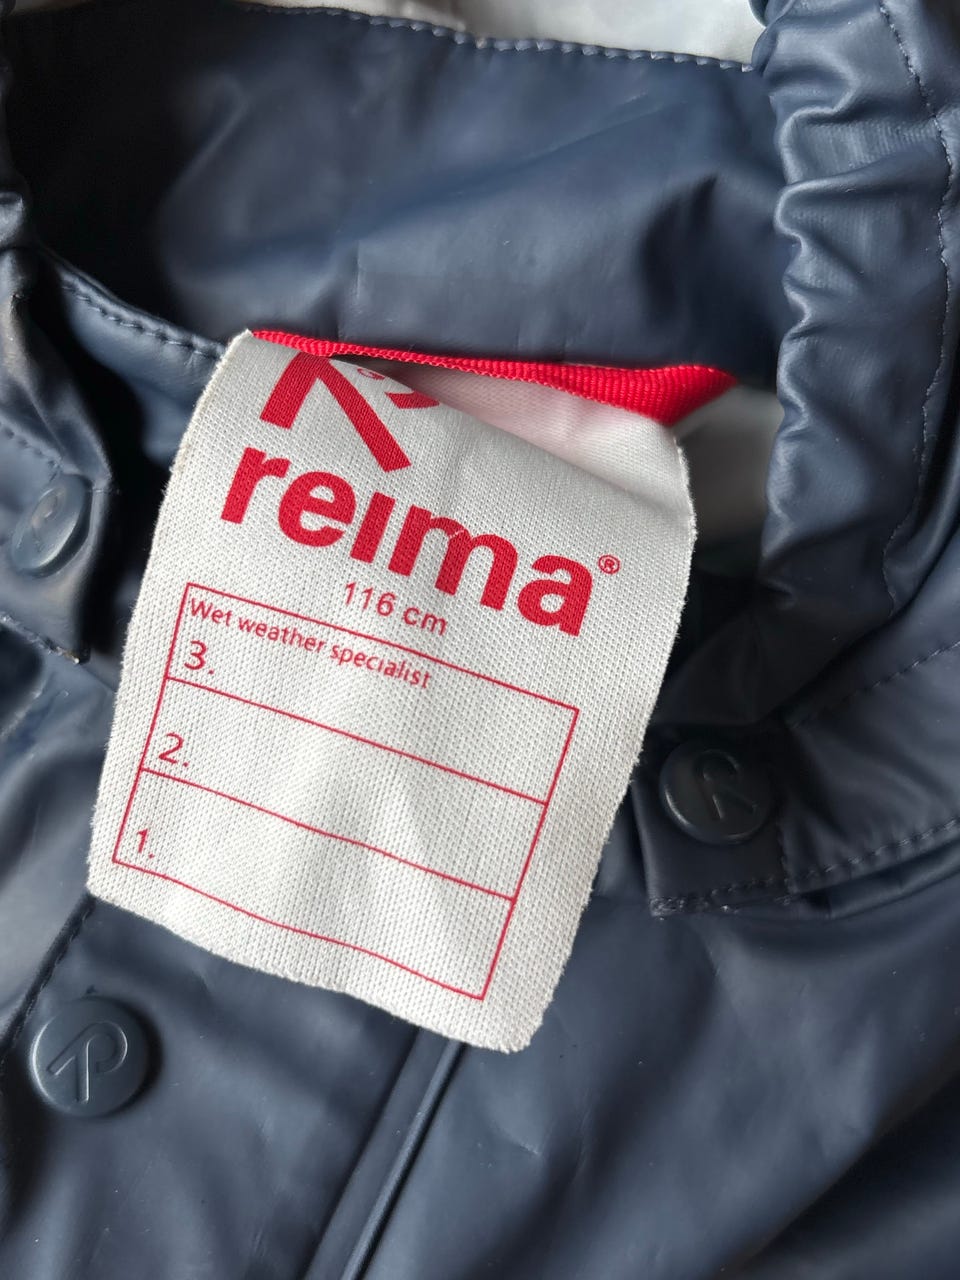 reima®
116 cm
Wet weather specialist
3.
2.
1.